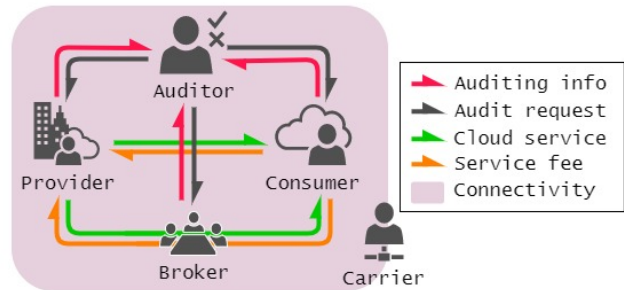 Auditor
Provider
Consumer
Broker
Carrier
Auditing info
Audit request
Cloud service
Service fee
Connectivity